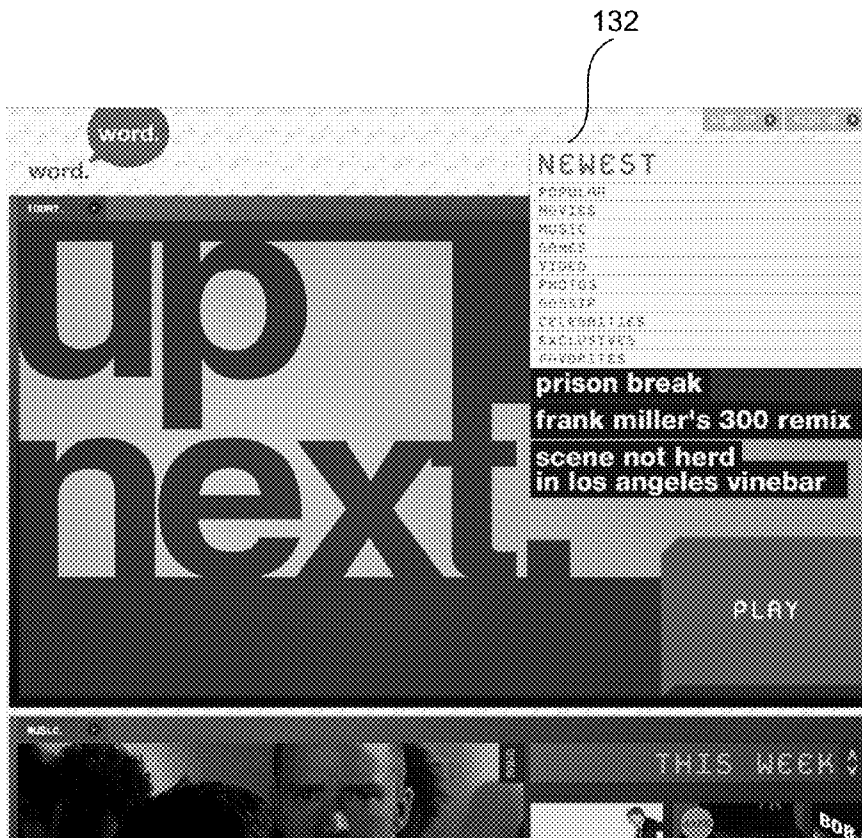 132
word.
word.
NEWEST
POPULAR
MOVIES
MUSIC
GAMES
VIDEO
PHOTOS
GOSSIP
CELEBRITIES
EXCLUSIVES
FAVORITES
TODAY
up
next.
prison break
frank miller's 300 remix
scene not herd
in los angeles vinebar
PLAY
MUSIC
THIS WEEK